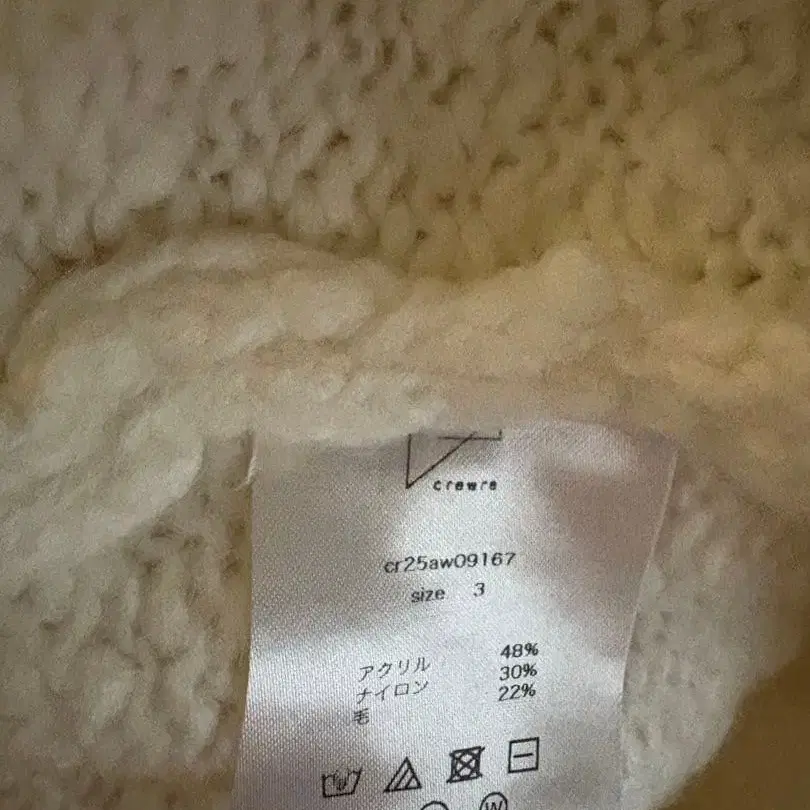 crewre
cr25aw09167
size 3
アクリル 48%
ナイロン 30%
毛 22%
W